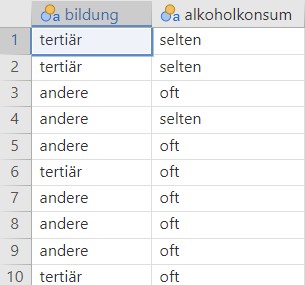 bildung alkoholkonsum
1 tertiär selten
2 tertiär selten
3 andere oft
4 andere selten
5 andere oft
6 tertiär oft
7 andere oft
8 andere oft
9 andere oft
10 tertiär oft